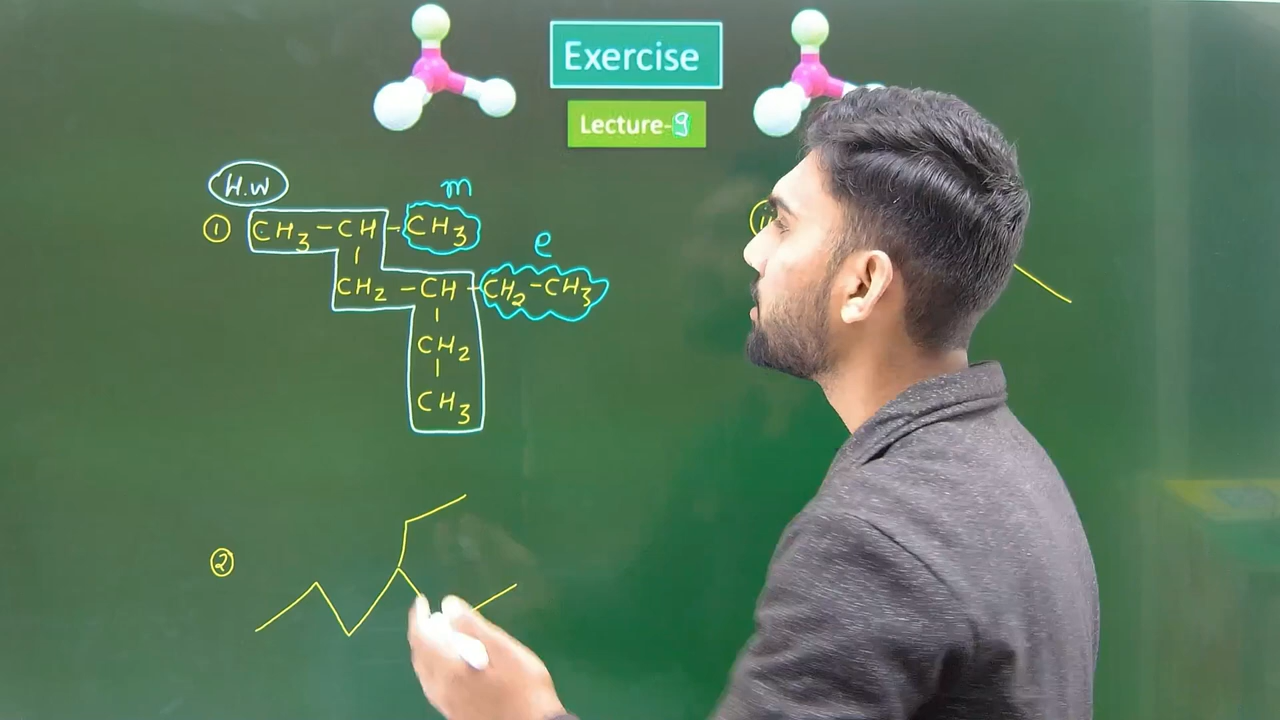 Exercise
Lecture-9
H.W
m
① CH3-CH-CH3
e
CH2-CH-CH2-CH3
CH2
CH3
②